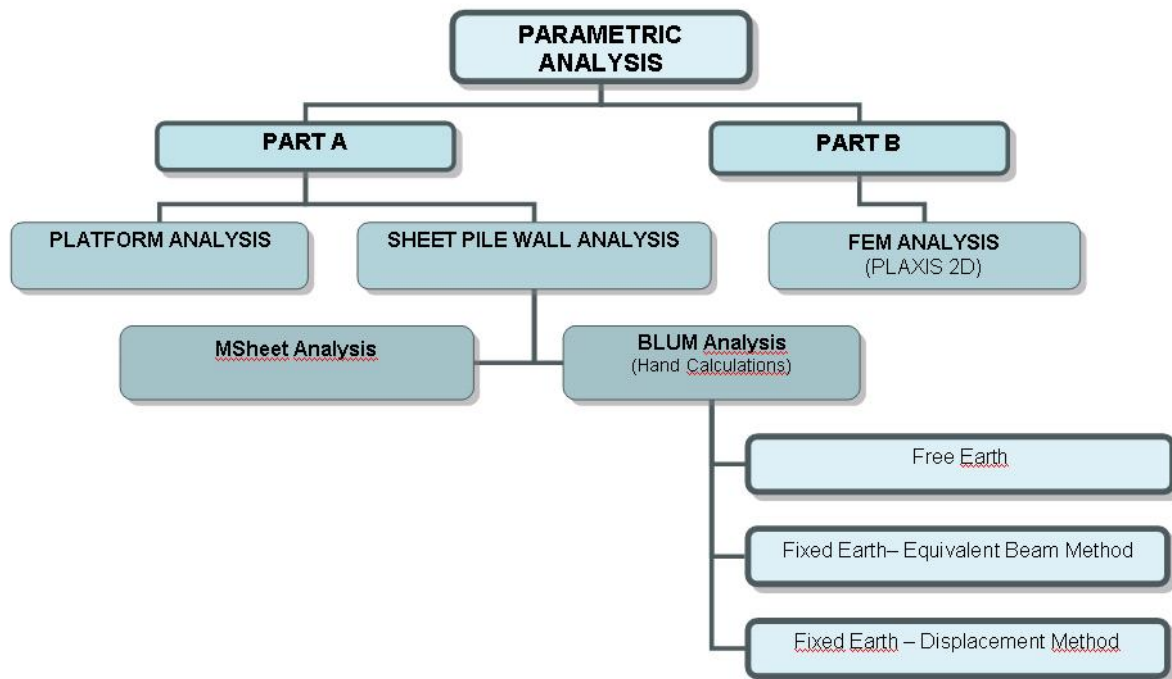 PARAMETRIC
ANALYSIS
PART A
PART B
PLATFORM ANALYSIS
SHEET PILE WALL ANALYSIS
FEM ANALYSIS
(PLAXIS 2D)
MSheet Analysis
BLUM Analysis
(Hand Calculations)
Free Earth
Fixed Earth– Equivalent Beam Method
Fixed Earth – Displacement Method